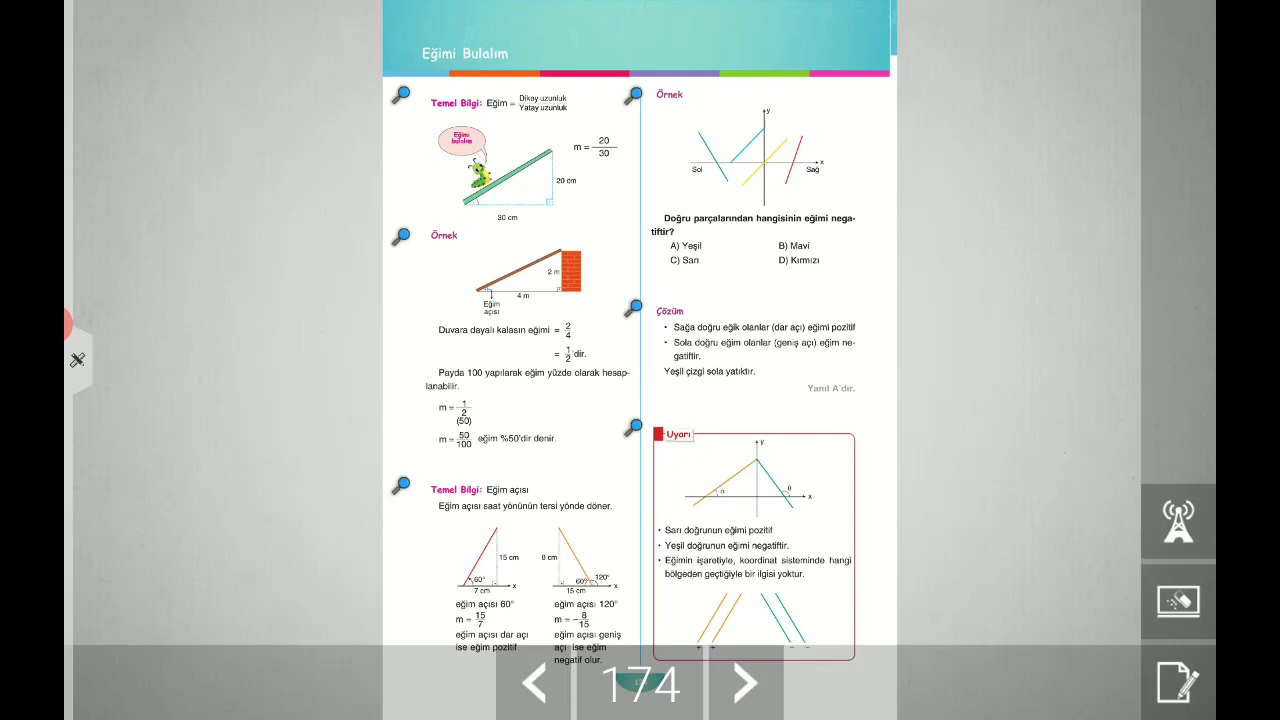 Eğimi Bulalım
Temel Bilgi: Eğim = Dikay uzunluk
Yatay uzunluk
Eğimi
bulalım
m = 20
30
20 cm
30 cm
Örnek
2 m
4 m
Eğim
açısı
Duvara dayalı kalasın eğimi = 2
4
= 1 dir.
2
Payda 100 yapılarak eğim yüzde olarak hesap-
lanabilir.
m = 1
2
(50)
m = 50 eğim %50'dir denir.
100
Temel Bilgi: Eğim açısı
Eğim açısı saat yönünün tersi yönde döner.
15 cm
60°
x
7 cm
eğim açısı 60°
m = 15
7
eğim açısı dar açı
ise eğim pozitif
8 cm
60°
120°
x
15 cm
eğim açısı 120°
m = - 8
15
eğim açısı geniş
açı ise eğim
negatif olur.
Örnek
y
x
Sol
Sağ
Doğru parçalarından hangisinin eğimi nega-
tiftir?
A) Yeşil B) Mavi
C) Sarı D) Kırmızı
Çözüm
• Sağa doğru eğik olanlar (dar açı) eğimi pozitif
• Sola doğru eğim olanlar (geniş açı) eğim ne-
gatiftir.
Yeşil çizgi sola yatıktır.
Yanıt A'dır.
Uyarı
y
α
θ
x
• Sarı doğrunun eğimi pozitif
• Yeşil doğrunun eğimi negatiftir.
• Eğimin işaretiyle, koordinat sisteminde hangi
bölgeden geçtiğiyle bir ilgisi yoktur.
+ + - -
174